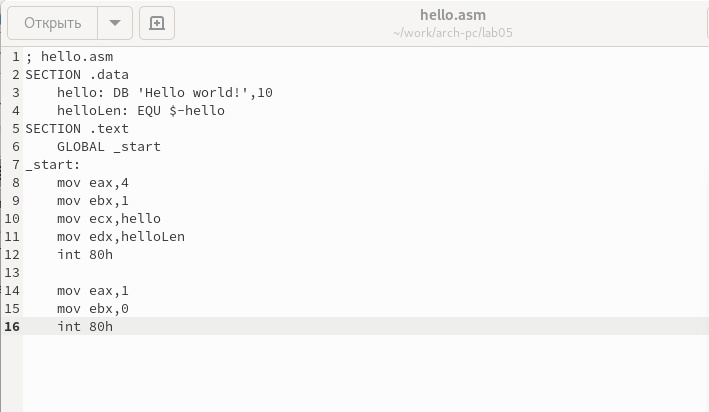 Открыть
hello.asm
~/work/arch-pc/lab05
1 ; hello.asm
2 SECTION .data
3     hello: DB 'Hello world!',10
4     helloLen: EQU $-hello
5 SECTION .text
6     GLOBAL _start
7 _start:
8     mov eax,4
9     mov ebx,1
10     mov ecx,hello
11     mov edx,helloLen
12     int 80h
13
14     mov eax,1
15     mov ebx,0
16     int 80h